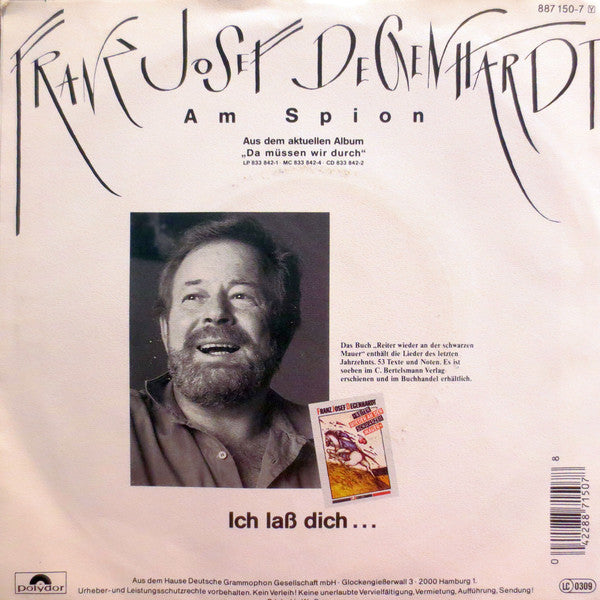 887 150-7 Ⓨ
FRANZ JOSEF DEGENHARDT
Am Spion
Aus dem aktuellen Album
„Da müssen wir durch“
LP 833 842-1 · MC 833 842-4 · CD 833 842-2
Das Buch „Reiter wieder an der schwarzen
Mauer“ enthält die Lieder des letzten
Jahrzehnts. 53 Texte und Noten. Es ist
soeben im C. Bertelsmann Verlag
erschienen und im Buchhandel erhältlich.
FRANZ JOSEF DEGENHARDT
Ich laß dich ...
0 42288 71507 8
polydor
Aus dem Hause Deutsche Grammophon Gesellschaft mbH · Glockengießerwall 3 · 2000 Hamburg 1.
Urheber- und Leistungsschutzrechte vorbehalten. Kein Verleih! Keine unerlaubte Vervielfältigung, Vermietung, Aufführung, Sendung!
LC 0309